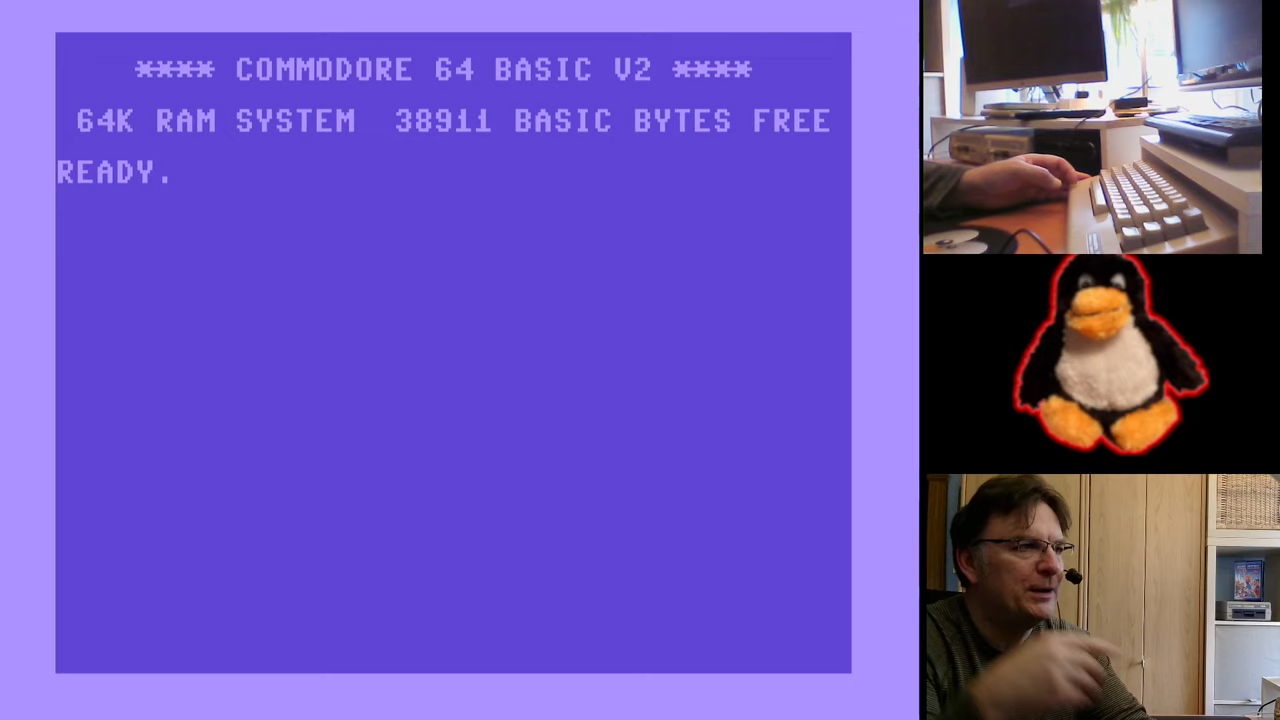 **** COMMODORE 64 BASIC V2 ****
64K RAM SYSTEM  38911 BASIC BYTES FREE
READY.